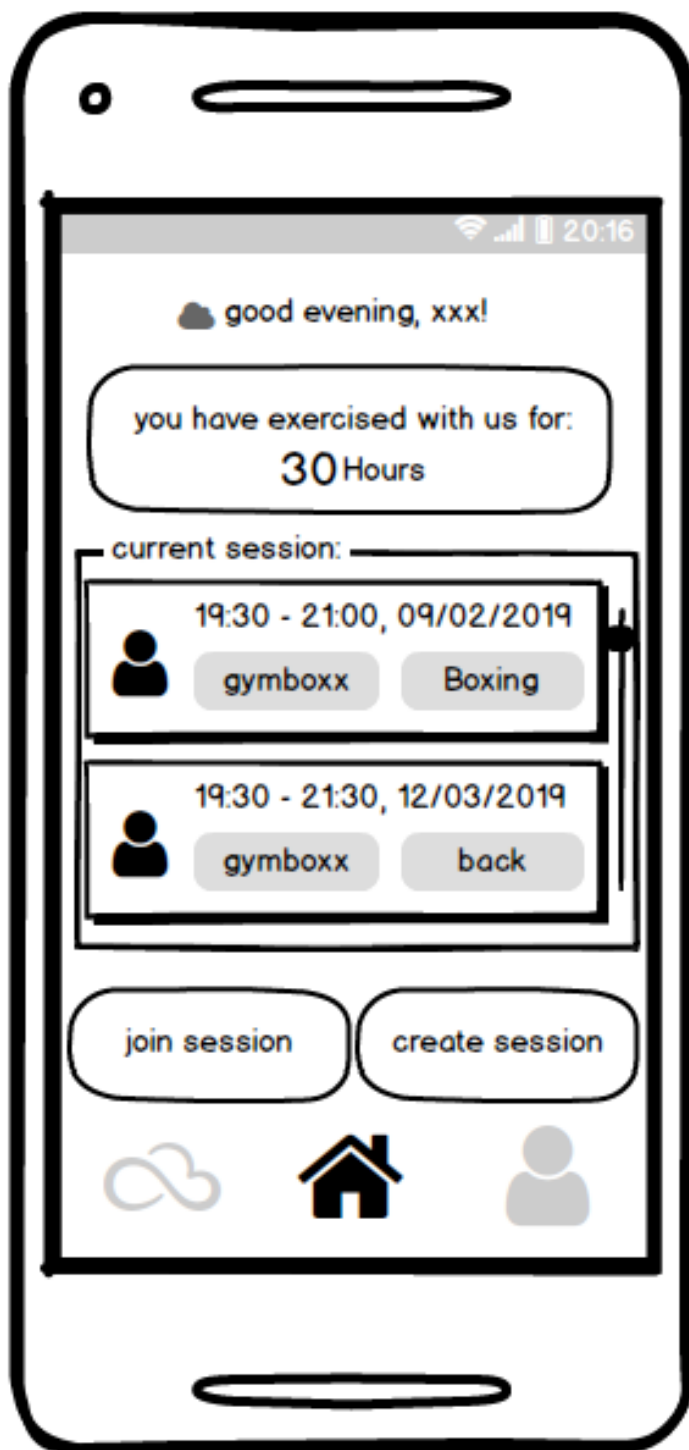 20:16
good evening, xxx!
you have exercised with us for:
30 Hours
current session:
19:30 - 21:00, 09/02/2019
gymboxx Boxing
19:30 - 21:30, 12/03/2019
gymboxx back
join session create session